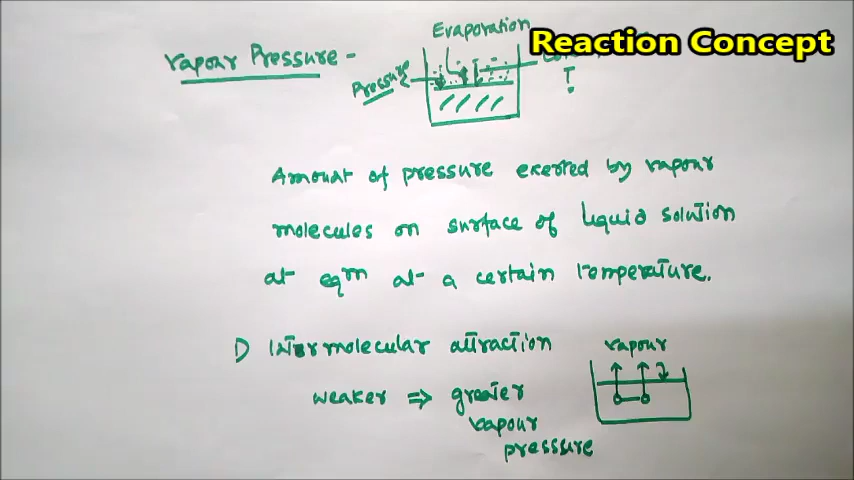 Evaporation
Reaction Concept
Vapour Pressure -
Pressure
T
Amount of pressure exerted by vapour
molecules on surface of liquid solution
at eqm at a certain temperature.
1) Intermolecular attraction
vapour
weaker ⇒ greater
vapour
presssure